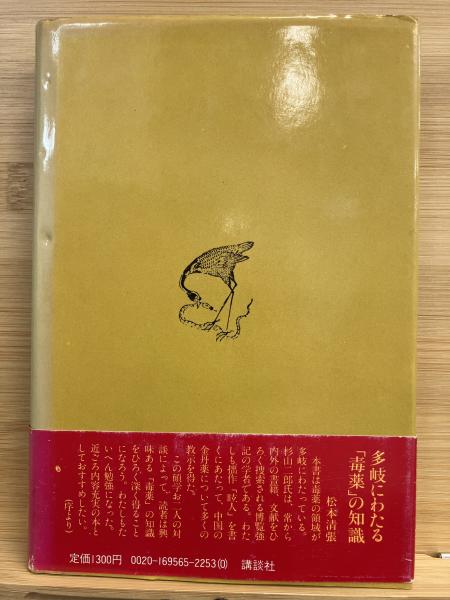 多岐にわたる
「毒薬」の知識
松本清張
本書は毒薬の領域が
多岐にわたっている。
杉山二郎氏は、常から
内外の書籍、文献をひ
ろく捜索される博覧強
記の学者である。わた
しも拙作『眩人』を書
くにあたって、中国の
金丹薬について多くの
教示を得た。
この碩学お二人の対
談によって、読者は興
味ある「毒薬」の知識
をひろく深く得ること
になろう。わたしもた
いへん勉強になった。
近ごろ内容充実の本と
しておすすめしたい。
(序より)
定価1300円 0020-169565-2253(0) 講談社